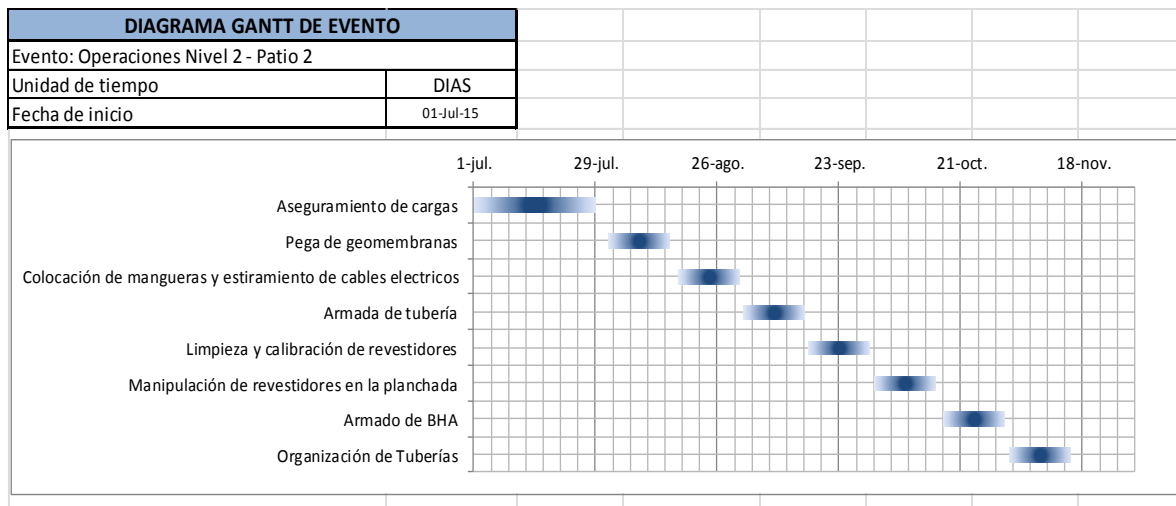 DIAGRAMA GANTT DE EVENTO
Evento: Operaciones Nivel 2 - Patio 2
Unidad de tiempo DIAS
Fecha de inicio 01-Jul-15
1-jul. 29-jul. 26-ago. 23-sep. 21-oct. 18-nov.
Aseguramiento de cargas
Pega de geomembranas
Colocación de mangueras y estiramiento de cables electricos
Armada de tubería
Limpieza y calibración de revestidores
Manipulación de revestidores en la planchada
Armado de BHA
Organización de Tuberías